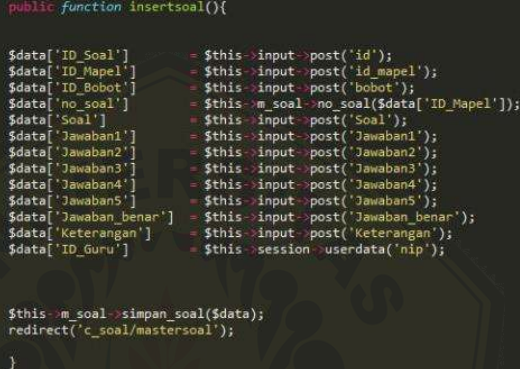 public function insertsoal(){
$data['ID_Soal'] = $this->input->post('id');
$data['ID_Mapel'] = $this->input->post('id_mapel');
$data['ID_Bobot'] = $this->input->post('bobot');
$data['no_soal'] = $this->m_soal->no_soal($data['ID_Mapel']);
$data['Soal'] = $this->input->post('Soal');
$data['Jawaban1'] = $this->input->post('Jawaban1');
$data['Jawaban2'] = $this->input->post('Jawaban2');
$data['Jawaban3'] = $this->input->post('Jawaban3');
$data['Jawaban4'] = $this->input->post('Jawaban4');
$data['Jawaban5'] = $this->input->post('Jawaban5');
$data['Jawaban_benar'] = $this->input->post('Jawaban_benar');
$data['Keterangan'] = $this->input->post('Keterangan');
$data['ID_Guru'] = $this->session->userdata('nip');
$this->m_soal->simpan_soal($data);
redirect('c_soal/mastersoal');
}